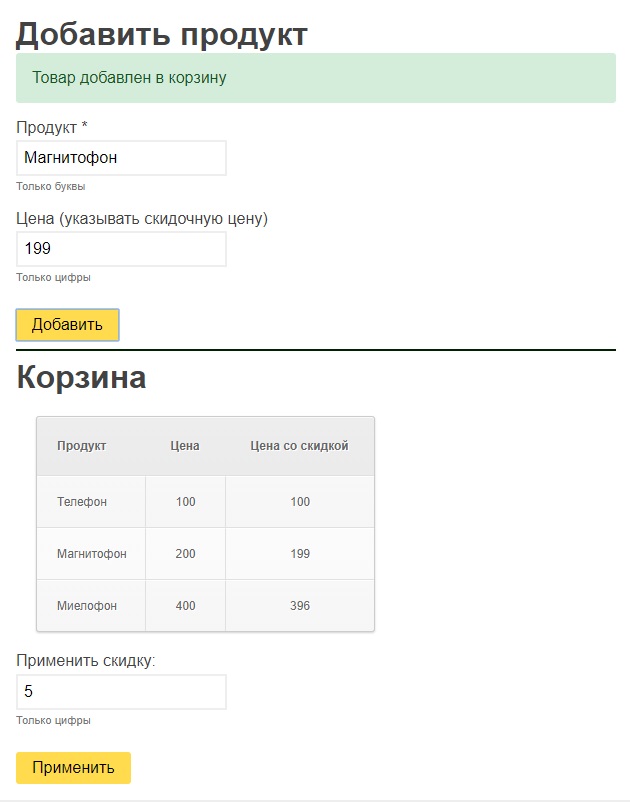 Добавить продукт
Товар добавлен в корзину
Продукт *
Магнитофон
Только буквы
Цена (указывать скидочную цену)
199
Только цифры
Добавить
Корзина
Продукт Цена Цена со скидкой
Телефон 100 100
Магнитофон 200 199
Миелофон 400 396
Применить скидку:
5
Только цифры
Применить